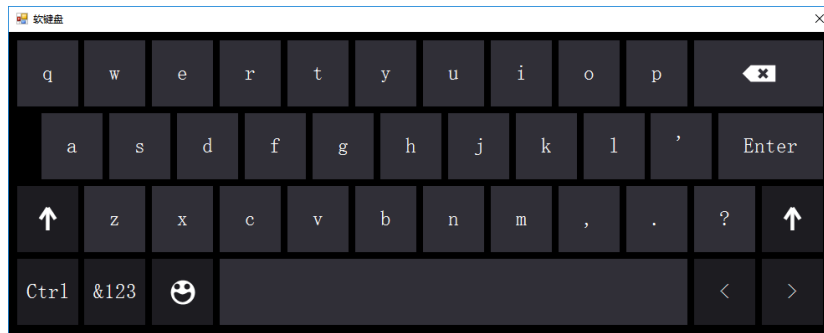 软键盘
q w e r t y u i o p
a s d f g h j k l ' Enter
z x c v b n m , . ?
Ctrl &123 < >